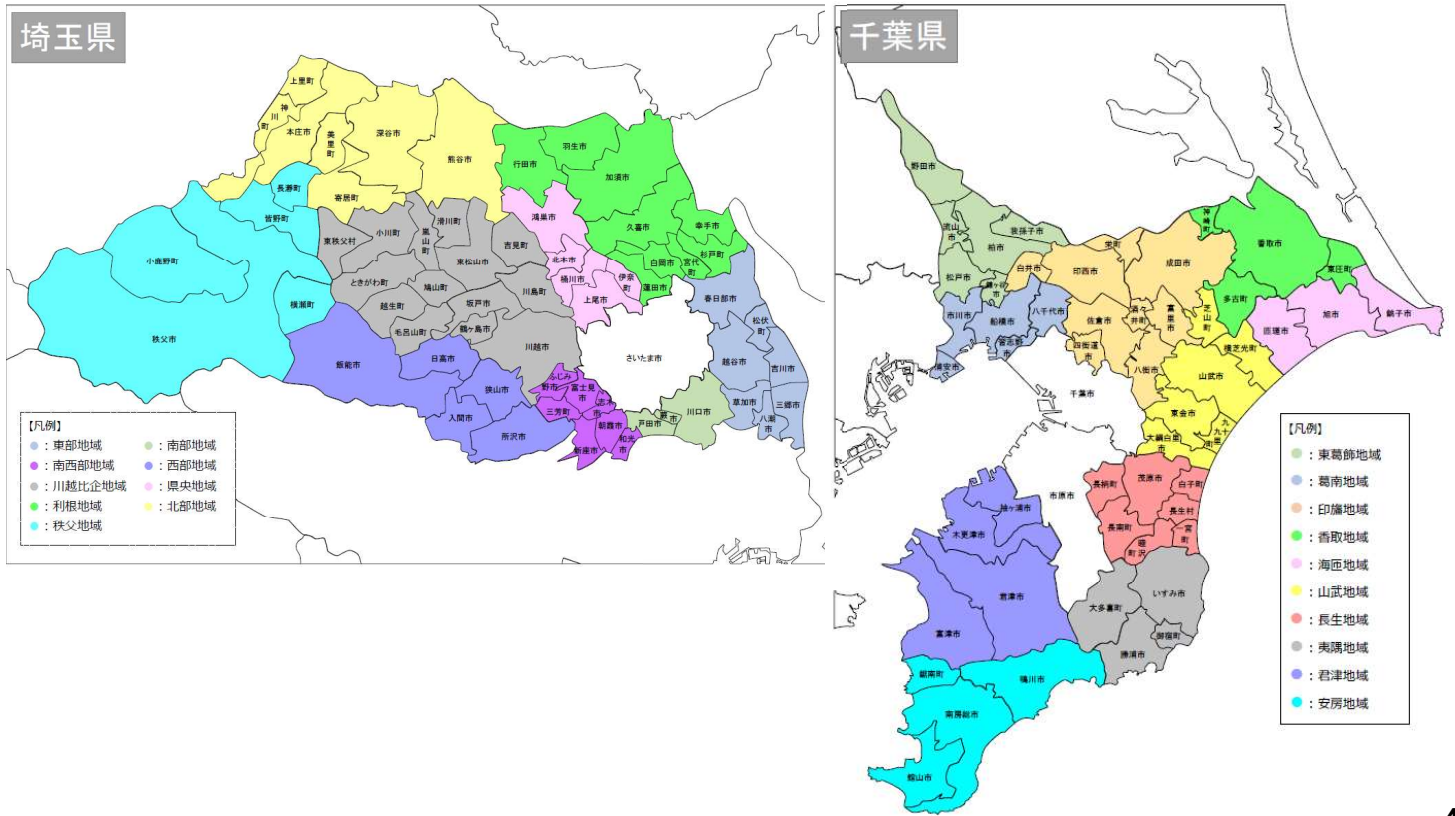 埼玉県
上里町
神川町
本庄市
美里町
深谷市
熊谷市
寄居町
長瀞町
皆野町
小鹿野町
秩父市
横瀬町
東秩父村
小川町
嵐山町
滑川町
東松山市
吉見町
ときがわ町
鳩山町
川島町
越生町
坂戸市
毛呂山町
鶴ヶ島市
川越市
行田市
羽生市
加須市
久喜市
幸手市
白岡市
宮代町
杉戸町
蓮田市
鴻巣市
北本市
桶川市
伊奈町
上尾市
春日部市
松伏町
越谷市
吉川市
草加市
八潮市
三郷市
さいたま市
川口市
蕨市
戸田市
飯能市
日高市
狭山市
入間市
所沢市
ふじみ野市
富士見市
三芳町
志木市
朝霞市
新座市
和光市
【凡例】
:東部地域
:南部地域
:南西部地域
:西部地域
:川越比企地域
:県央地域
:利根地域
:北部地域
:秩父地域
千葉県
野田市
流山市
柏市
我孫子市
松戸市
鎌ヶ谷市
市川市
船橋市
八千代市
習志野市
浦安市
白井市
印西市
栄町
成田市
佐倉市
酒々井町
富里市
四街道市
八街市
神崎町
香取市
東庄町
多古町
匝瑳市
旭市
銚子市
芝山町
横芝光町
山武市
東金市
九十九里町
大網白里市
千葉市
市原市
長柄町
茂原市
白子町
長生村
長南町
一宮町
睦沢町
袖ヶ浦市
木更津市
君津市
富津市
大多喜町
いすみ市
御宿町
勝浦市
鋸南町
鴨川市
南房総市
館山市
【凡例】
:東葛飾地域
:葛南地域
:印旛地域
:香取地域
:海匝地域
:山武地域
:長生地域
:夷隅地域
:君津地域
:安房地域